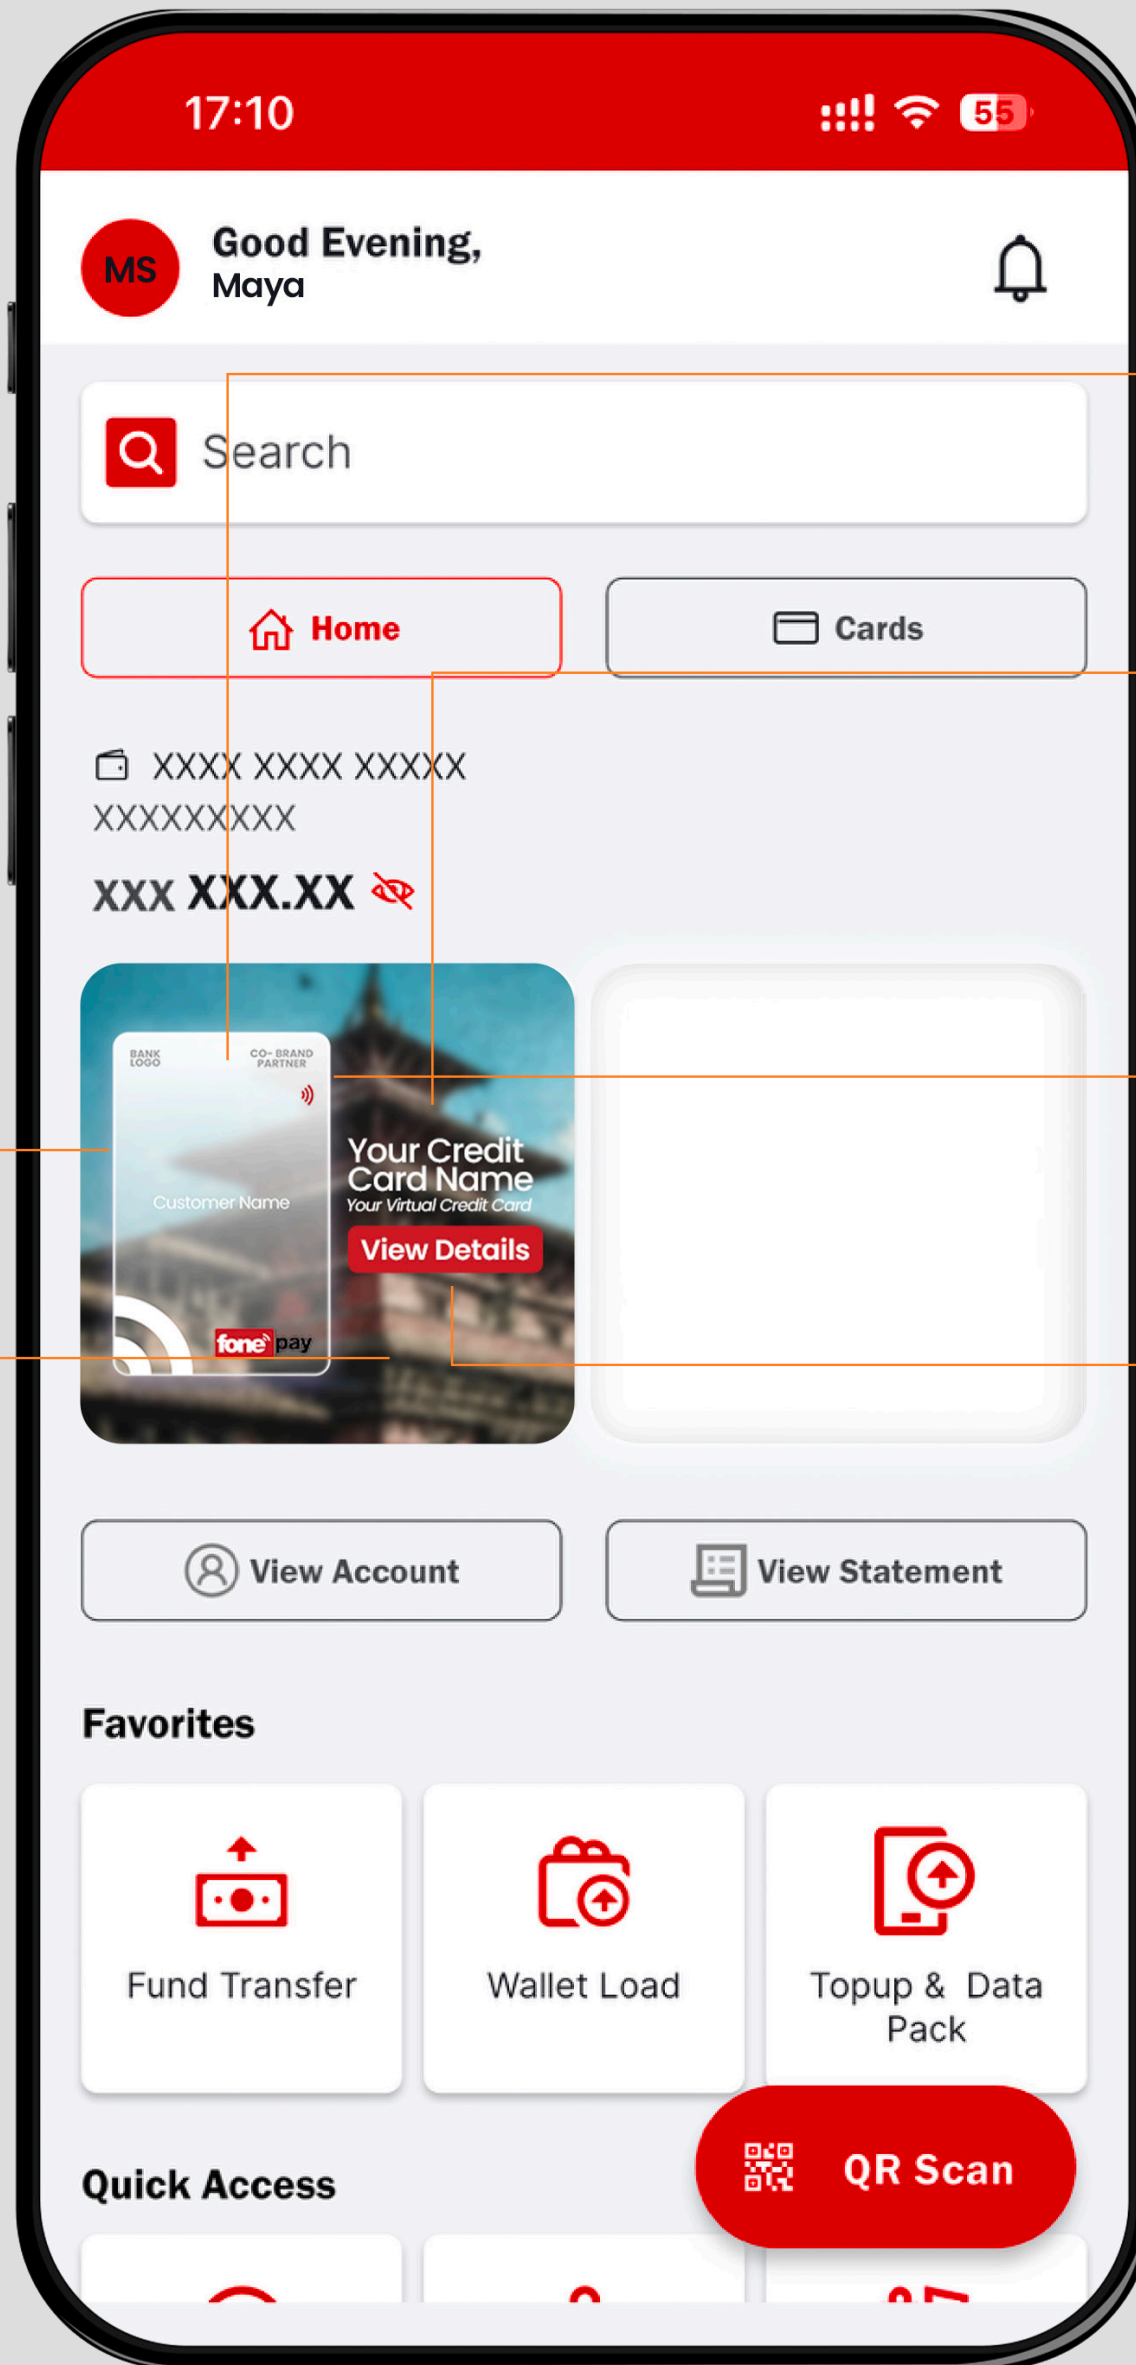 17:10
55
MS
Good Evening,
Maya
Search
Home
Cards
XXXX XXXX XXXXX
XXXXXXXXX
XXX XXX.XX
BANK
LOGO
CO- BRAND
PARTNER
Customer Name
fonepay
Your Credit
Card Name
Your Virtual Credit Card
View Details
View Account
View Statement
Favorites
Fund Transfer
Wallet Load
Topup & Data
Pack
Quick Access
QR Scan